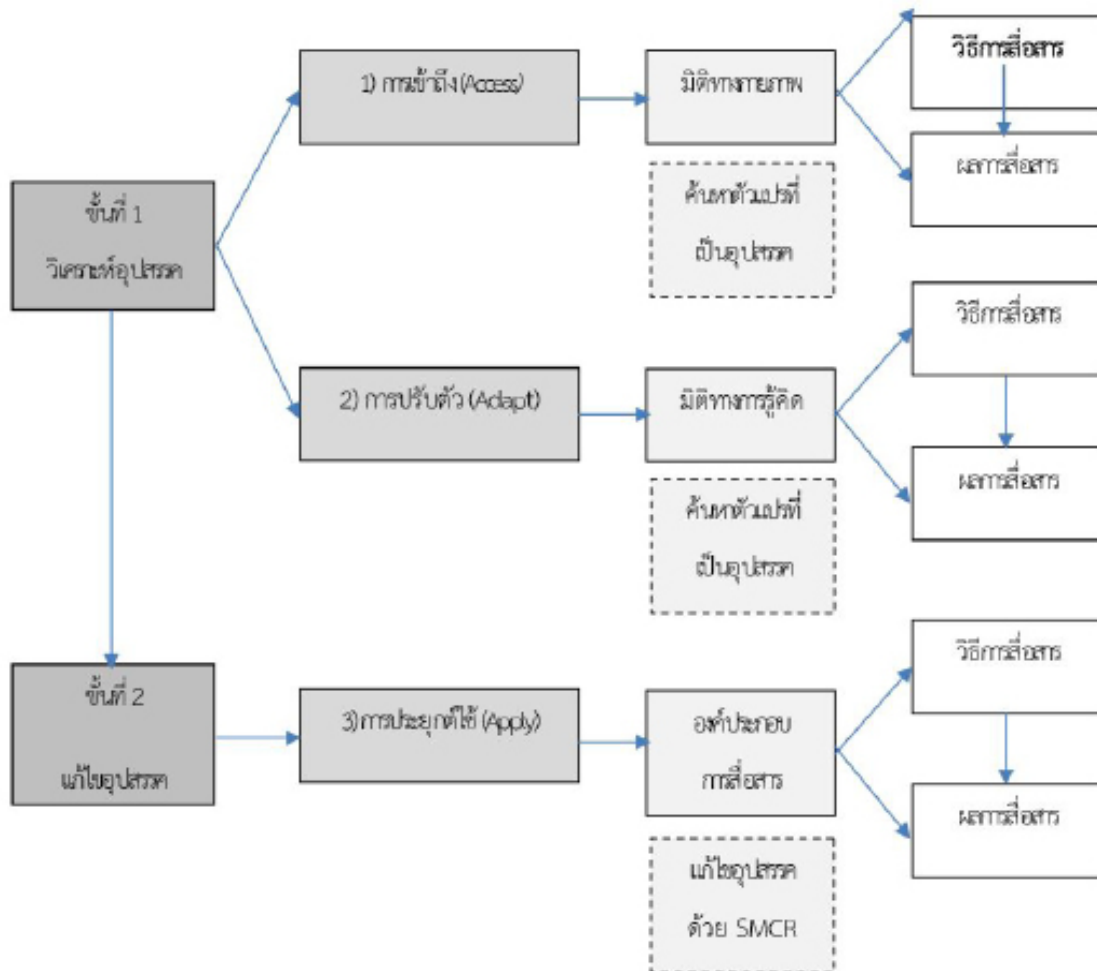 1) การเข้าถึง (Access)
มิติทางกายภาพ
วิธีการสื่อสาร
ผลการสื่อสาร
ค้นหาตัวแปรที่
เป็นอุปสรรค
ขั้นที่ 1
วิเคราะห์อุปสรรค
2) การปรับตัว (Adapt)
มิติทางการรู้คิด
วิธีการสื่อสาร
ผลการสื่อสาร
ค้นหาตัวแปรที่
เป็นอุปสรรค
ขั้นที่ 2
แก้ไขอุปสรรค
3)การประยุกต์ใช้ (Apply)
องค์ประกอบ
การสื่อสาร
วิธีการสื่อสาร
ผลการสื่อสาร
แก้ไขอุปสรรค
ด้วย SMCR